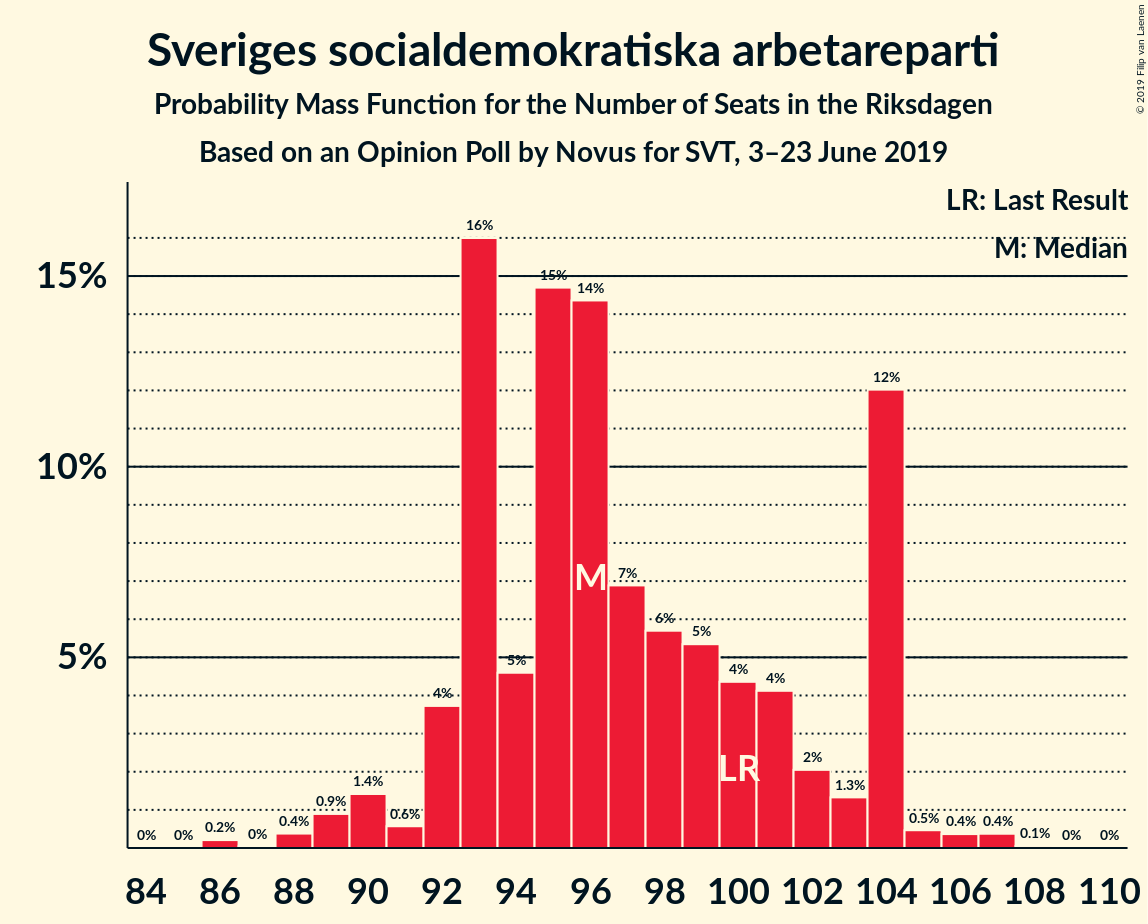 Sveriges socialdemokratiska arbetareparti
Probability Mass Function for the Number of Seats in the Riksdagen
Based on an Opinion Poll by Novus for SVT, 3–23 June 2019
© 2019 Filip van Laenen
LR: Last Result
M: Median
15%
10%
5%
0% 0% 0.2% 0% 0.4% 0.9% 1.4% 0.6% 4% 16% 5% 15% 14% 7% 6% 5% 4% 4% 2% 1.3% 12% 0.5% 0.4% 0.4% 0.1% 0% 0%
M
LR
84 86 88 90 92 94 96 98 100 102 104 106 108 110